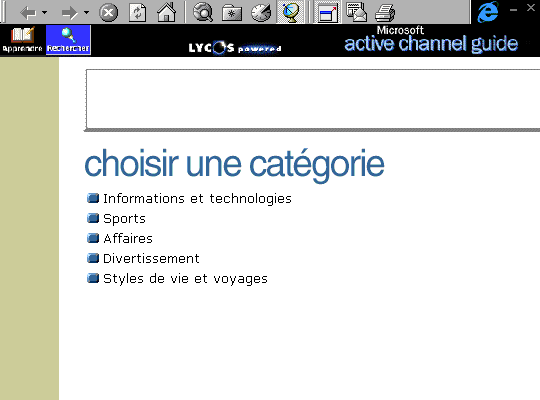 Microsoft
active channel guide
Apprendre
Rechercher
LYCOS powered
choisir une catégorie
Informations et technologies
Sports
Affaires
Divertissement
Styles de vie et voyages